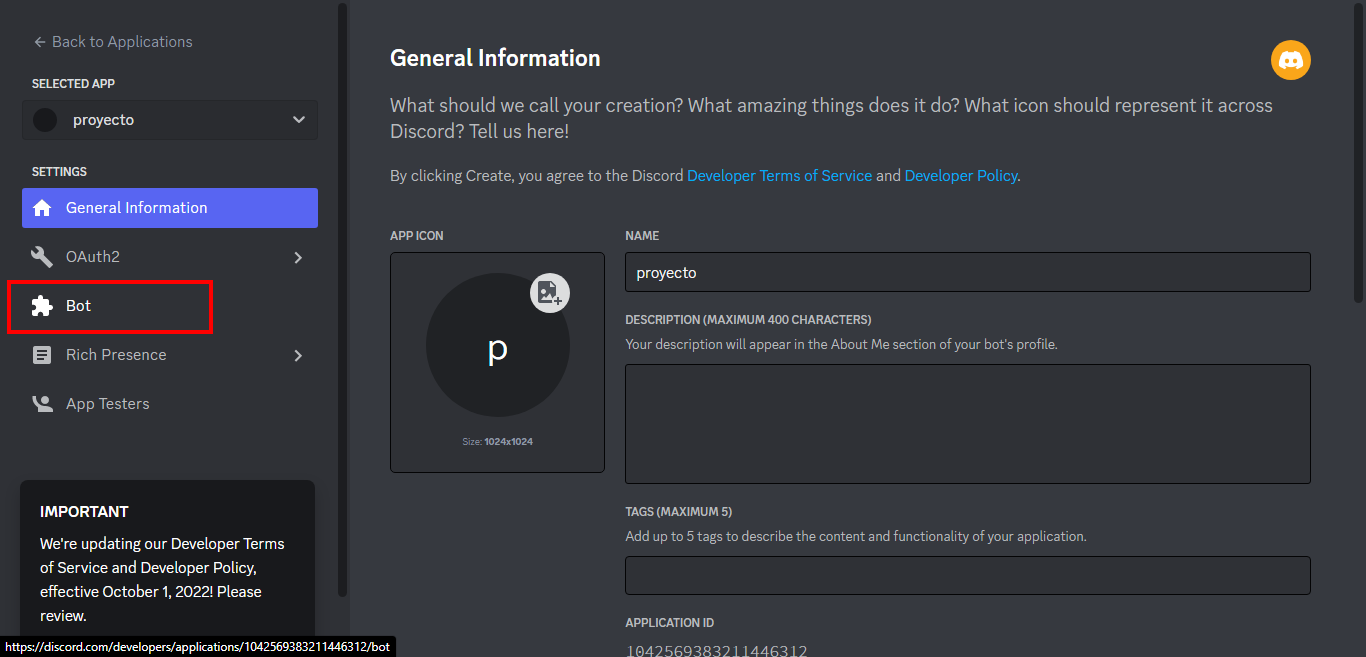 Back to Applications
SELECTED APP
proyecto
SETTINGS
General Information
OAuth2
Bot
Rich Presence
App Testers
IMPORTANT
We're updating our Developer Terms
of Service and Developer Policy,
effective October 1, 2022! Please
review.
https://discord.com/developers/applications/1042569383211446312/bot
General Information
What should we call your creation? What amazing things does it do? What icon should represent it across
Discord? Tell us here!
By clicking Create, you agree to the Discord Developer Terms of Service and Developer Policy.
APP ICON
p
Size: 1024x1024
NAME
proyecto
DESCRIPTION (MAXIMUM 400 CHARACTERS)
Your description will appear in the About Me section of your bot's profile.
TAGS (MAXIMUM 5)
Add up to 5 tags to describe the content and functionality of your application.
APPLICATION ID
1042569383211446312